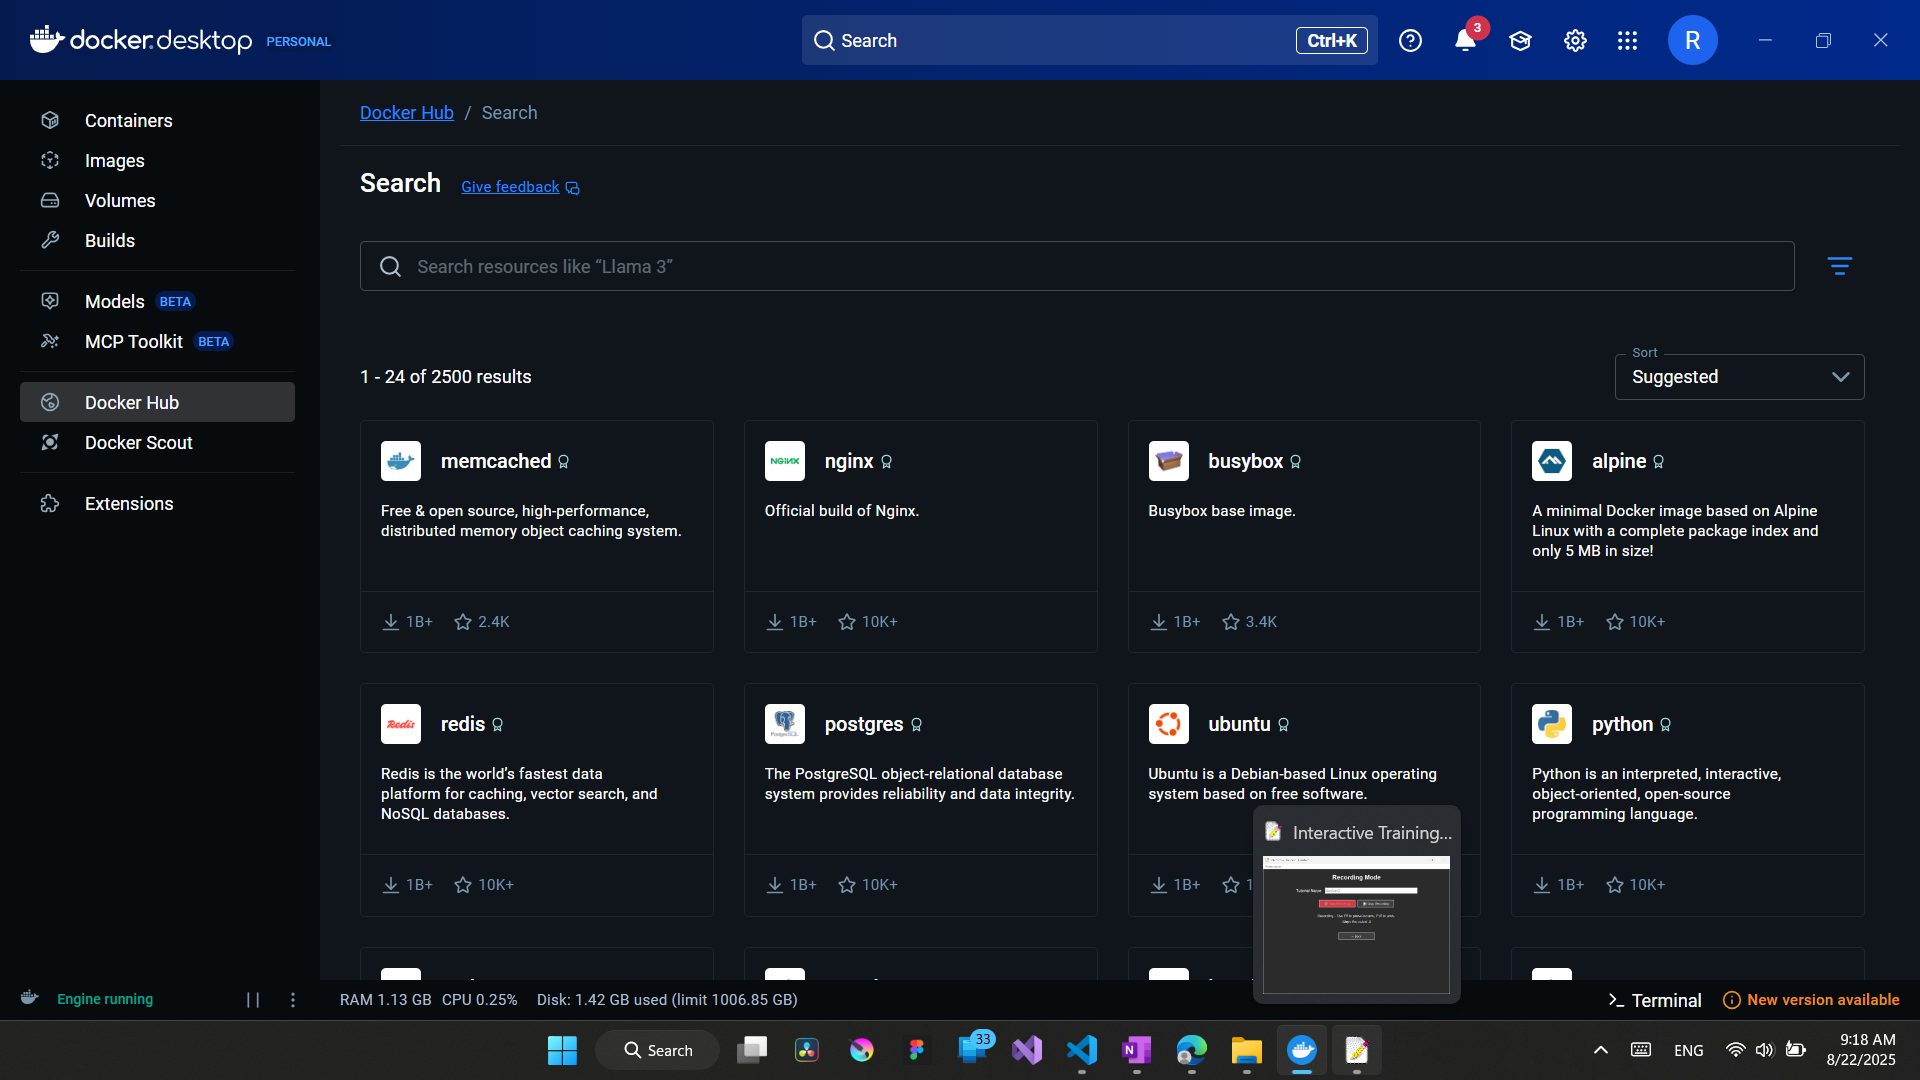 docker.desktop PERSONAL
Search
Ctrl+K
3
R
Containers
Images
Volumes
Builds
Models BETA
MCP Toolkit BETA
Docker Hub
Docker Scout
Extensions
Docker Hub / Search
Search Give feedback
Search resources like “Llama 3”
1 - 24 of 2500 results
Sort
Suggested
memcached
Free & open source, high-performance,
distributed memory object caching system.
1B+ 2.4K
NGINX
nginx
Official build of Nginx.
1B+ 10K+
busybox
Busybox base image.
1B+ 3.4K
alpine
A minimal Docker image based on Alpine
Linux with a complete package index and
only 5 MB in size!
1B+ 10K+
Redis
redis
Redis is the world’s fastest data
platform for caching, vector search, and
NoSQL databases.
1B+ 10K+
PostgreSQL
postgres
The PostgreSQL object-relational database
system provides reliability and data integrity.
1B+ 10K+
ubuntu
Ubuntu is a Debian-based Linux operating
system based on free software.
1B+ 1
python
Python is an interpreted, interactive,
object-oriented, open-source
programming language.
1B+ 10K+
Interactive Training...
Recording Mode
Tutorial Name
Engine running
RAM 1.13 GB CPU 0.25% Disk: 1.42 GB used (limit 1006.85 GB)
Terminal
New version available
Search
33
ENG
9:18 AM
8/22/2025